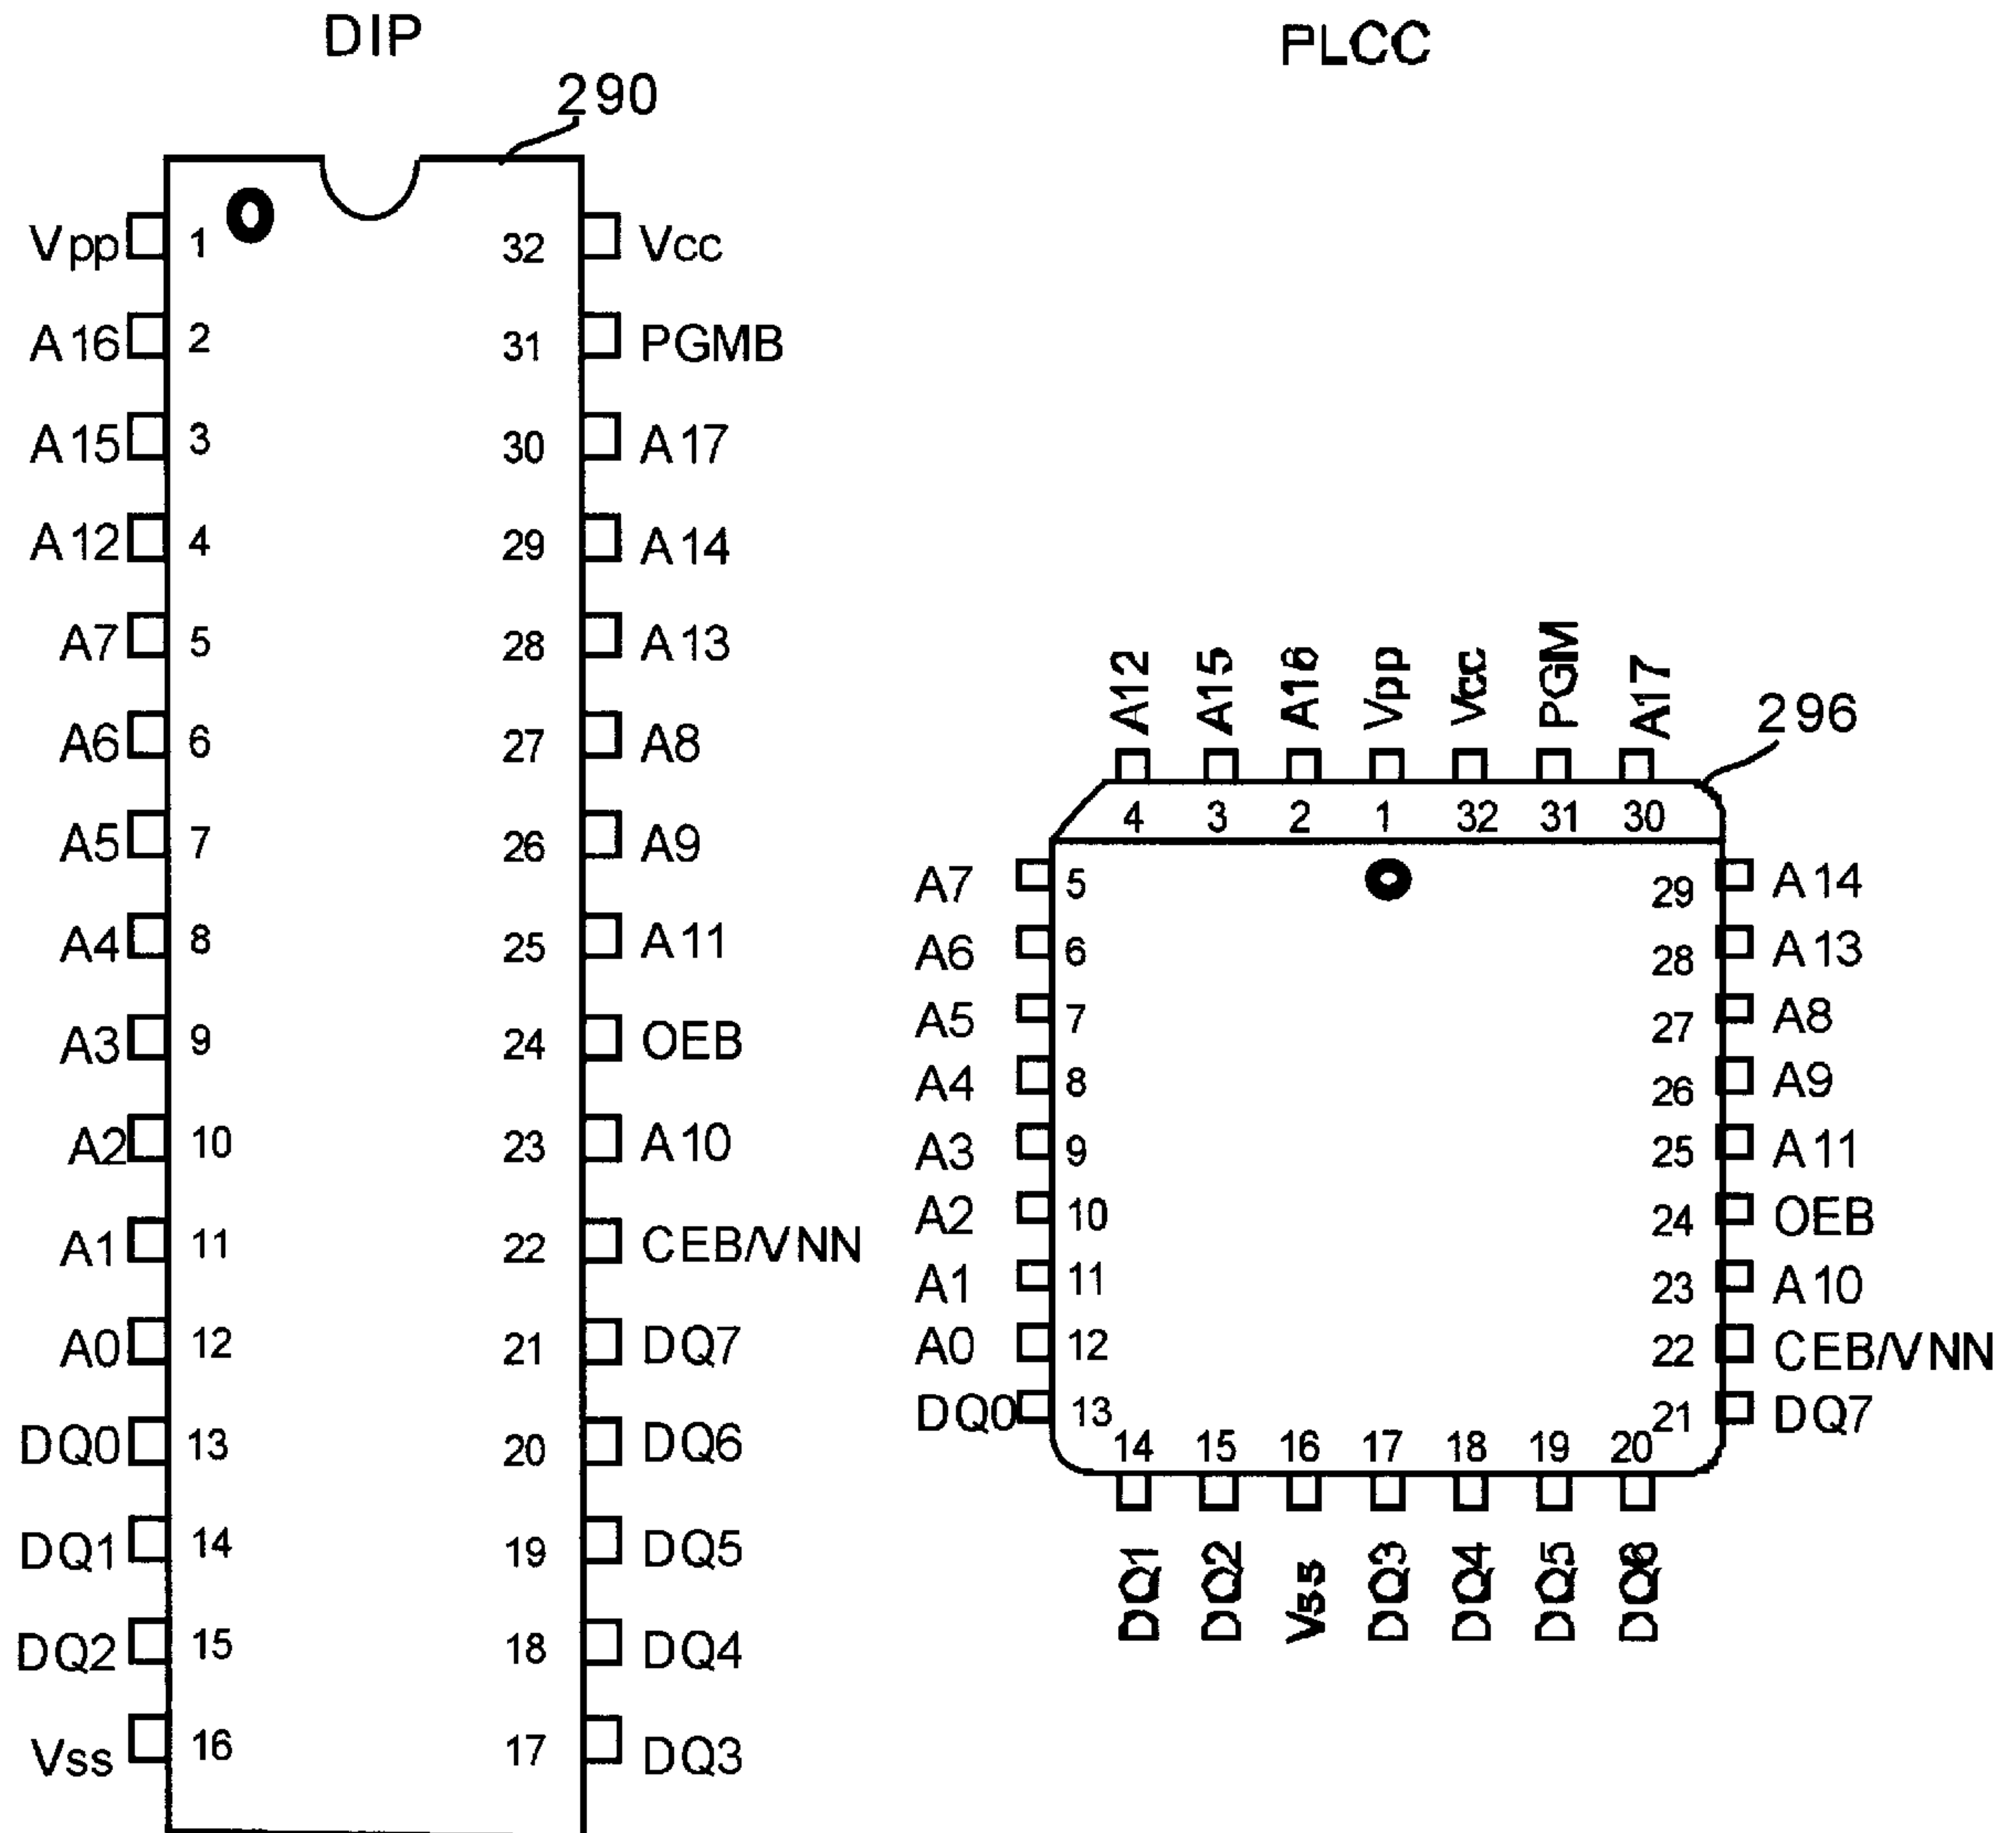 DIP
290
Vpp 1 32 Vcc
A16 2 31 PGMB
A15 3 30 A17
A12 4 29 A14
A7 5 28 A13
A6 6 27 A8
A5 7 26 A9
A4 8 25 A11
A3 9 24 OEB
A2 10 23 A10
A1 11 22 CEB/VNN
A0 12 21 DQ7
DQ0 13 20 DQ6
DQ1 14 19 DQ5
DQ2 15 18 DQ4
Vss 16 17 DQ3
PLCC
A12 A15 A16 Vpp Vcc PGM A17
296
4 3 2 1 32 31 30
A7 5 29 A14
A6 6 28 A13
A5 7 27 A8
A4 8 26 A9
A3 9 25 A11
A2 10 24 OEB
A1 11 23 A10
A0 12 22 CEB/VNN
DQ0 13 21 DQ7
14 15 16 17 18 19 20
DQ1 DQ2 Vss DQ3 DQ4 DQ5 DQ6